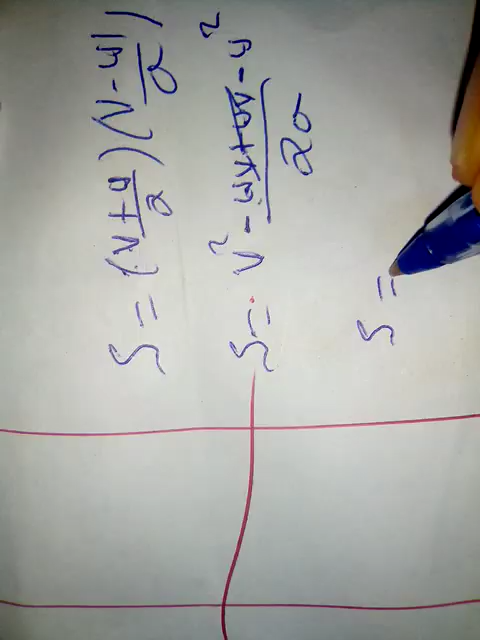 S = (v+u/2)(v-u/a)
S = v² - uv+uv - u²/2a
S =